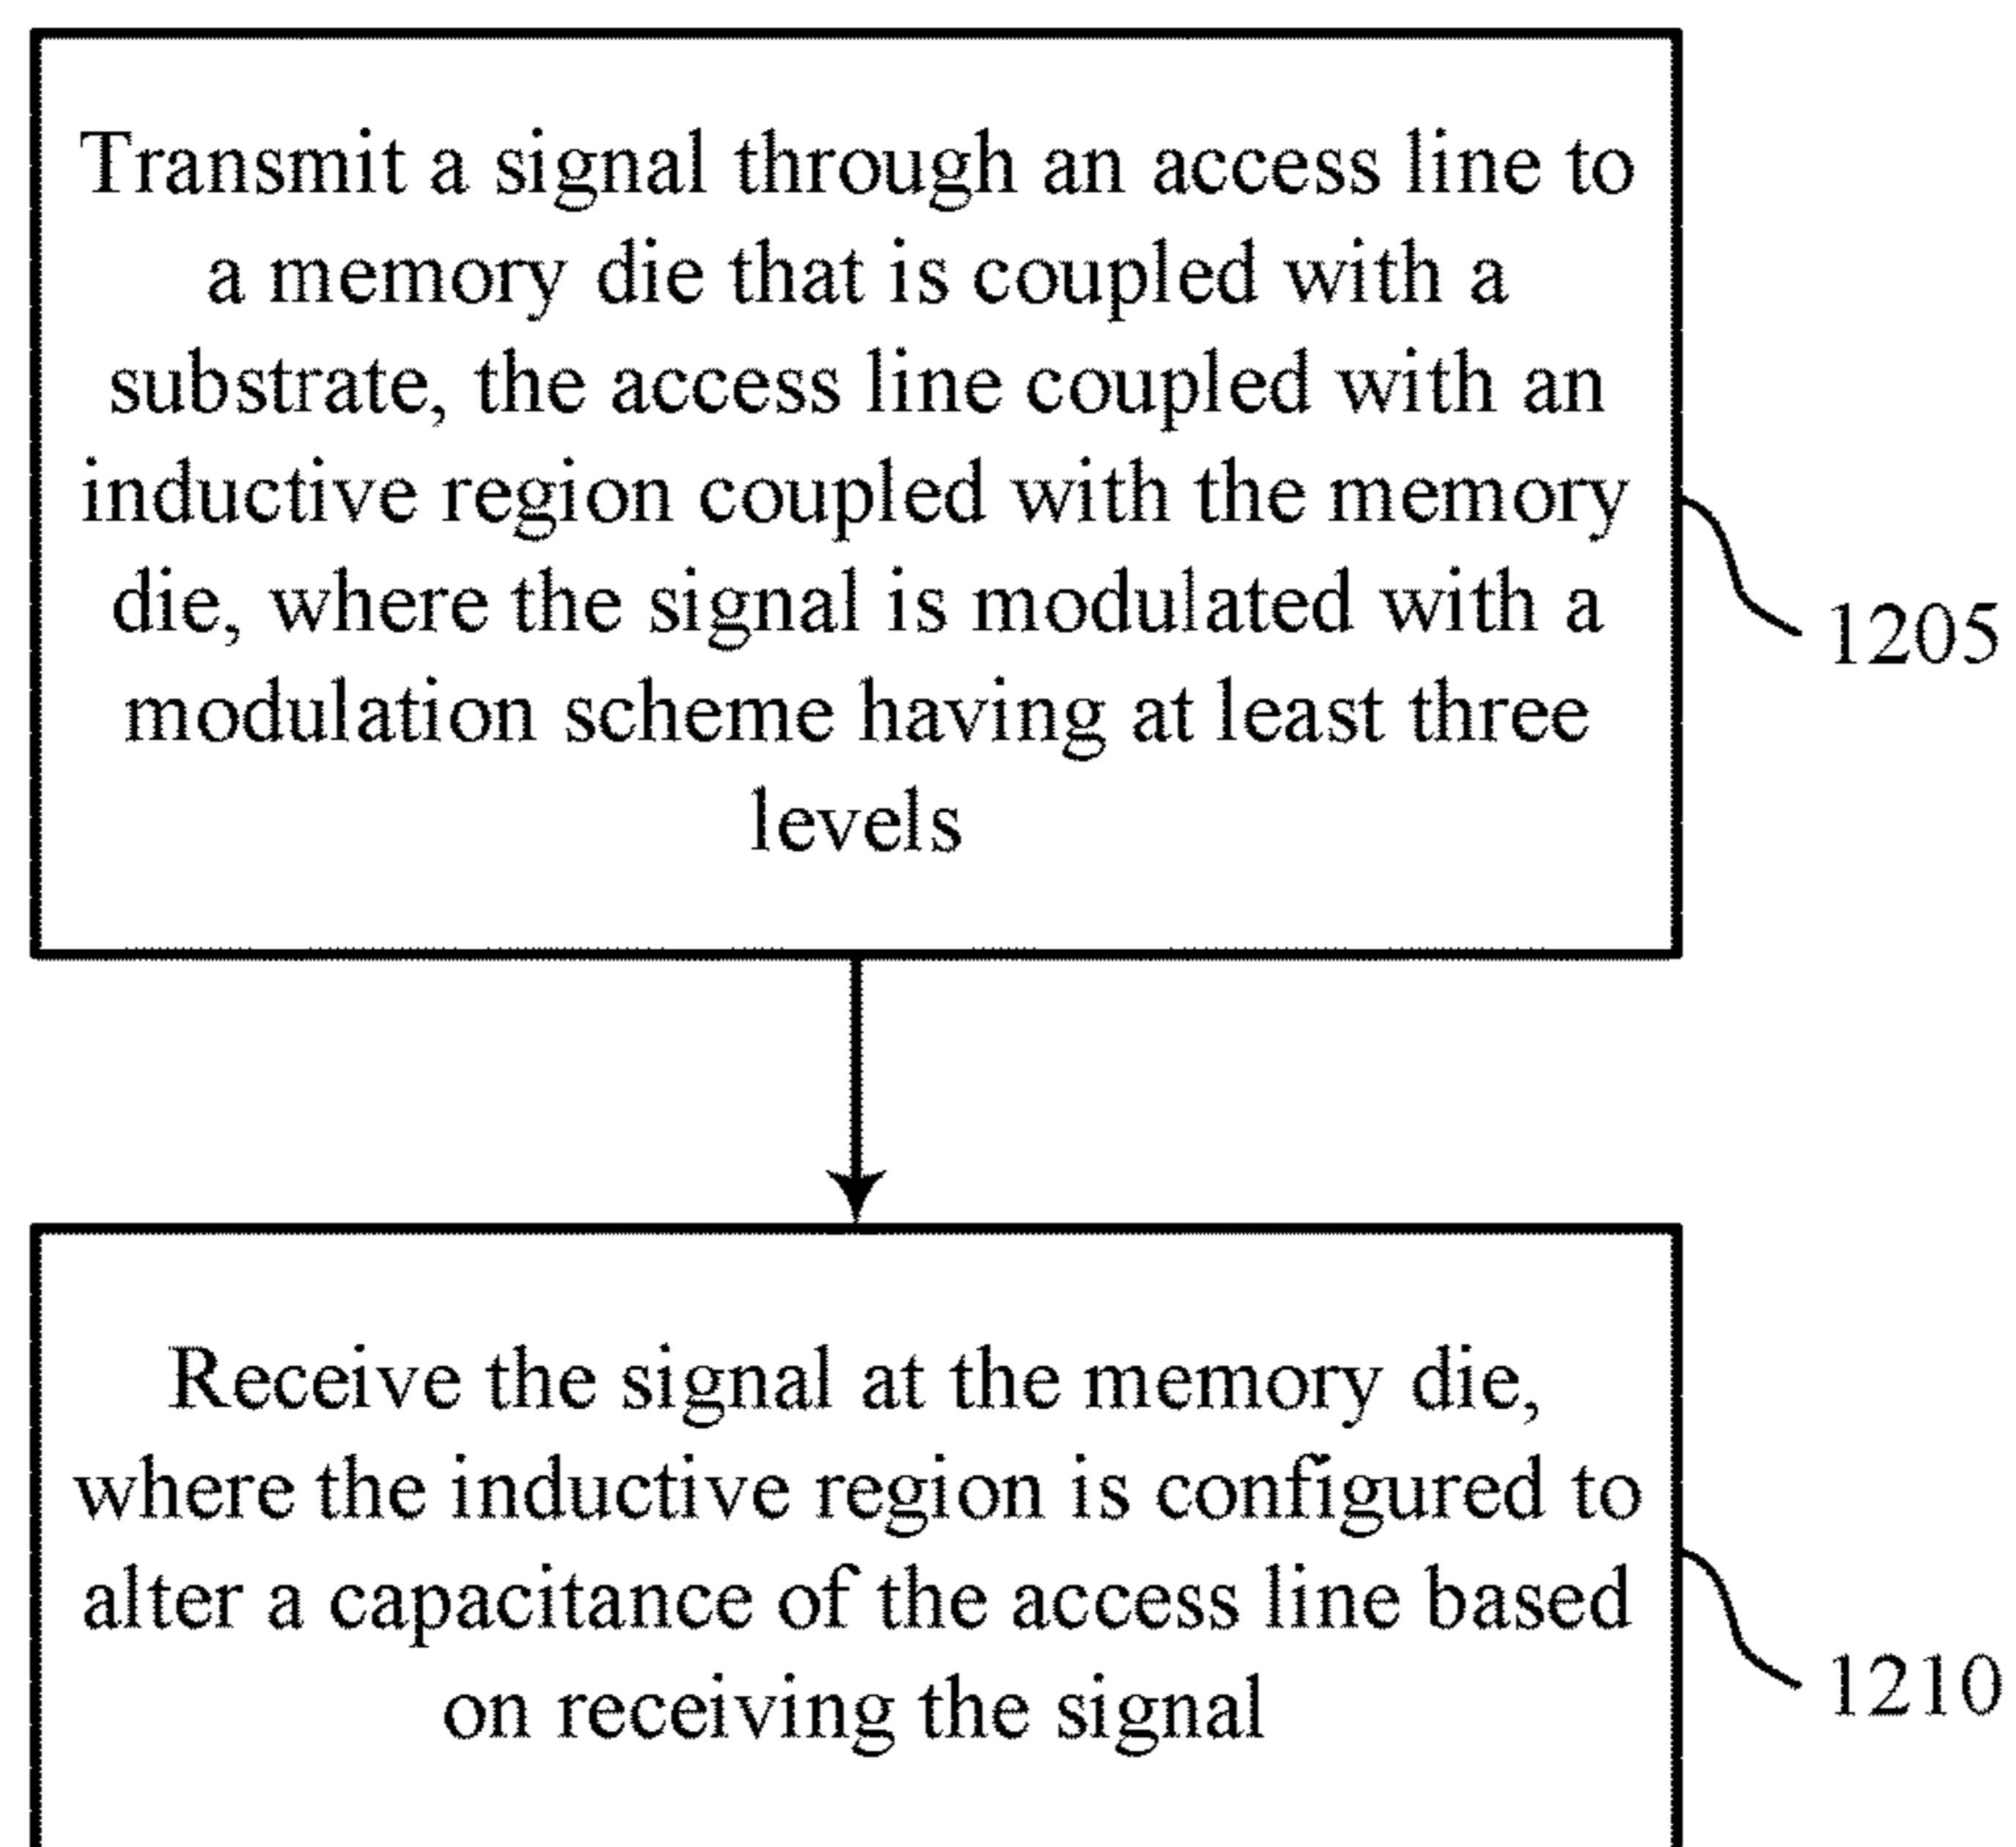 Transmit a signal through an access line to
a memory die that is coupled with a
substrate, the access line coupled with an
inductive region coupled with the memory
die, where the signal is modulated with a
modulation scheme having at least three
levels
1205
Receive the signal at the memory die,
where the inductive region is configured to
alter a capacitance of the access line based
on receiving the signal
1210